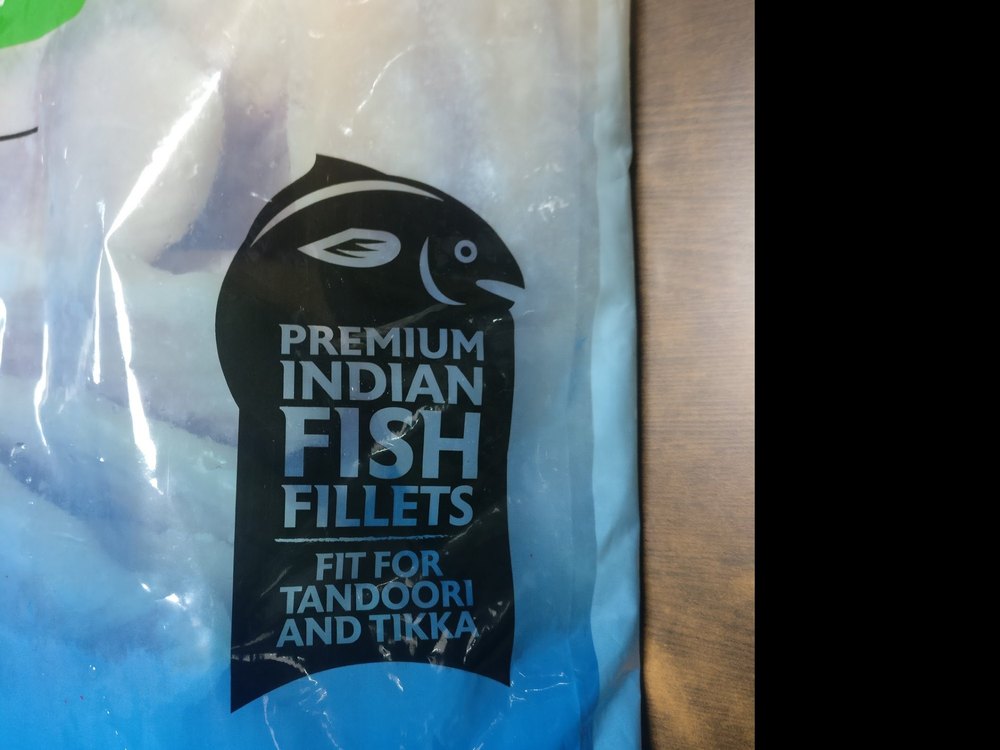 PREMIUM
INDIAN
FISH
FILLETS
FIT FOR
TANDOORI
AND TIKKA